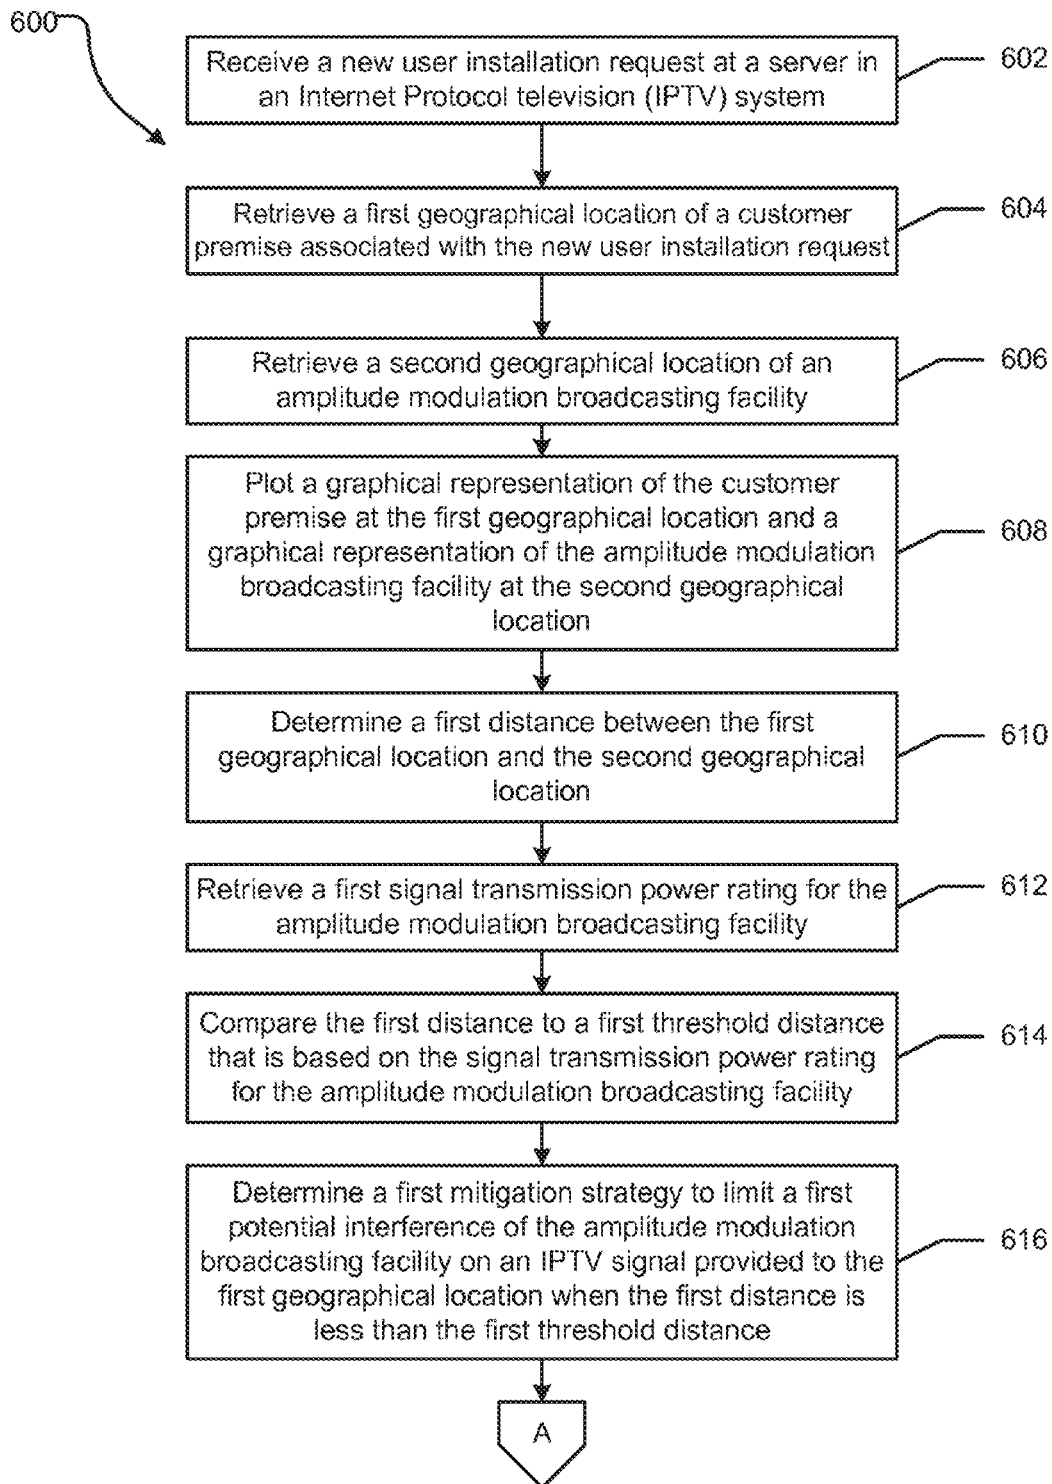 600
Receive a new user installation request at a server in
an Internet Protocol television (IPTV) system
602
Retrieve a first geographical location of a customer
premise associated with the new user installation request
604
Retrieve a second geographical location of an
amplitude modulation broadcasting facility
606
Plot a graphical representation of the customer
premise at the first geographical location and a
graphical representation of the amplitude modulation
broadcasting facility at the second geographical
location
608
Determine a first distance between the first
geographical location and the second geographical
location
610
Retrieve a first signal transmission power rating for the
amplitude modulation broadcasting facility
612
Compare the first distance to a first threshold distance
that is based on the signal transmission power rating
for the amplitude modulation broadcasting facility
614
Determine a first mitigation strategy to limit a first
potential interference of the amplitude modulation
broadcasting facility on an IPTV signal provided to the
first geographical location when the first distance is
less than the first threshold distance
616
A